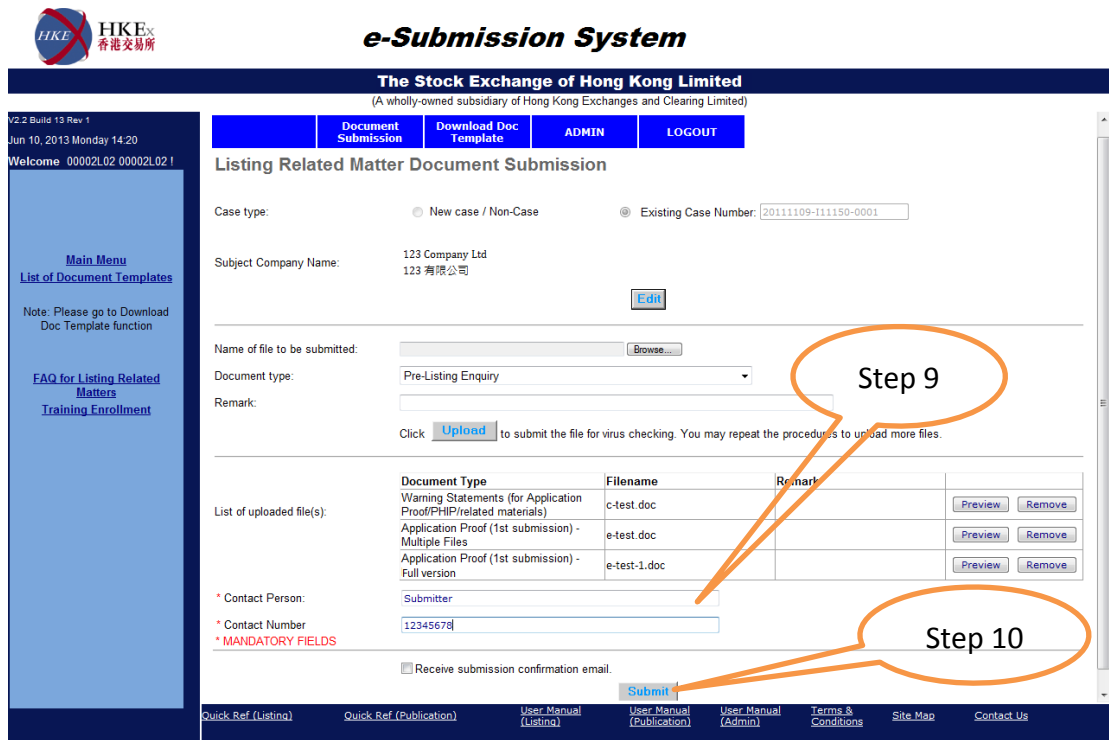 HKEx
HKEx
香港交易所
e-Submission System
The Stock Exchange of Hong Kong Limited
(A wholly-owned subsidiary of Hong Kong Exchanges and Clearing Limited)
V2.2 Build 13 Rev 1
Jun 10, 2013 Monday 14:20
Welcome 00002L02 00002L02 !
Main Menu
List of Document Templates
Note: Please go to Download
Doc Template function
FAQ for Listing Related
Matters
Training Enrollment
Document
Submission
Download Doc
Template
ADMIN
LOGOUT
Listing Related Matter Document Submission
Case type: New case / Non-Case Existing Case Number: 20111109-I11150-0001
Subject Company Name: 123 Company Ltd
123 有限公司
Edit
Name of file to be submitted: Browse...
Document type: Pre-Listing Enquiry
Remark:
Click Upload to submit the file for virus checking. You may repeat the procedures to upload more files.
Step 9
List of uploaded file(s):
Document Type Filename Remark
Warning Statements (for Application
Proof/PHIP/related materials) c-test.doc Preview Remove
Application Proof (1st submission) -
Multiple Files e-test.doc Preview Remove
Application Proof (1st submission) -
Full version e-test-1.doc Preview Remove
* Contact Person: Submitter
* Contact Number 12345678
* MANDATORY FIELDS
Step 10
Receive submission confirmation email.
Submit
Quick Ref (Listing)
Quick Ref (Publication)
User Manual
(Listing)
User Manual
(Publication)
User Manual
(Admin)
Terms &
Conditions
Site Map
Contact Us